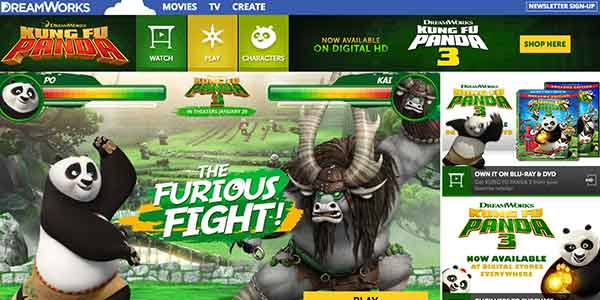 DREAMWORKS MOVIES TV CREATE NEWSLETTER SIGN-UP
DREAMWORKS
KUNG FU
PANDA
WATCH
PLAY
CHARACTERS
NOW AVAILABLE
ON DIGITAL HD
DREAMWORKS
KUNG FU
PANDA
3
SHOP HERE
PO
KAI
KUNG FU
PANDA
3
IN THEATERS JANUARY 29
THE
FURIOUS
FIGHT!
PLAY
KUNG FU
PANDA
3
OWN IT ON BLU-RAY & DVD
Get KUNG FU PANDA 3 from your
favorite retailer
DREAMWORKS
KUNG FU
PANDA
3
NOW AVAILABLE
AT DIGITAL STORES
EVERYWHERE!